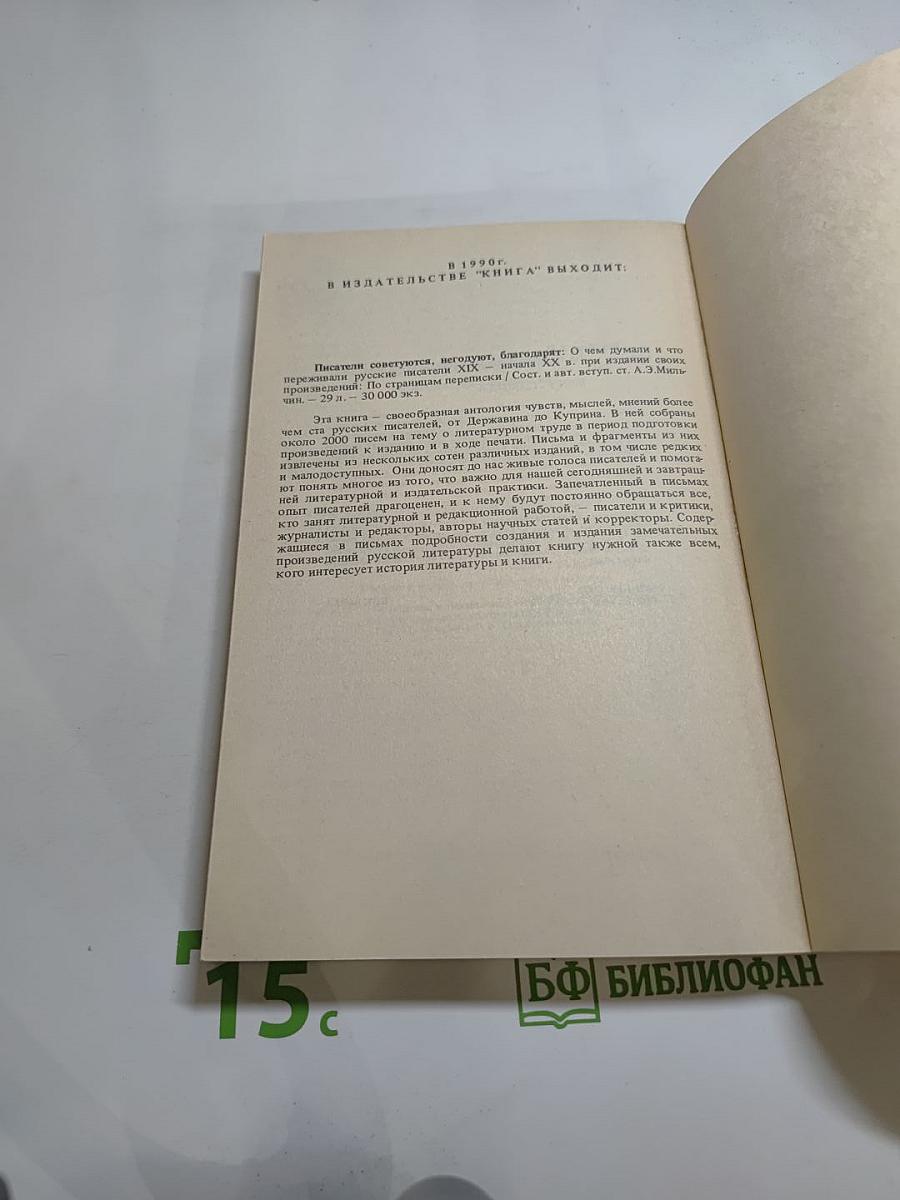 В 1990г.
В ИЗДАТЕЛЬСТВЕ "КНИГА" ВЫХОДИТ:
Писатели советуются, негодуют, благодарят: О чем думали и что
переживали русские писатели XIX — начала XX в. при издании своих
произведений: По страницам переписки / Сост. и авт. вступ. ст. А.Э.Миль-
чин. — 29 л. — 30 000 экз.
Эта книга — своеобразная антология чувств, мыслей, мнений более
чем ста русских писателей, от Державина до Куприна. В ней собраны
около 2000 писем на тему о литературном труде в период подготовки
произведений к изданию и в ходе печати. Письма и фрагменты из них
извлечены из нескольких сотен различных изданий, в том числе редких
и малодоступных. Они доносят до нас живые голоса писателей и помога-
ют понять многое из того, что важно для нашей сегодняшней и завтраш-
ней литературной и издательской практики. Запечатленный в письмах
опыт писателей драгоценен, и к нему будут постоянно обращаться все,
кто занят литературной и редакционной работой, — писатели и критики,
журналисты и редакторы, авторы научных статей и корректоры. Содер-
жащиеся в письмах подробности создания и издания замечательных
произведений русской литературы делают книгу нужной также всем,
кого интересует история литературы и книги.
15 с
БФ БИБЛИОФАН